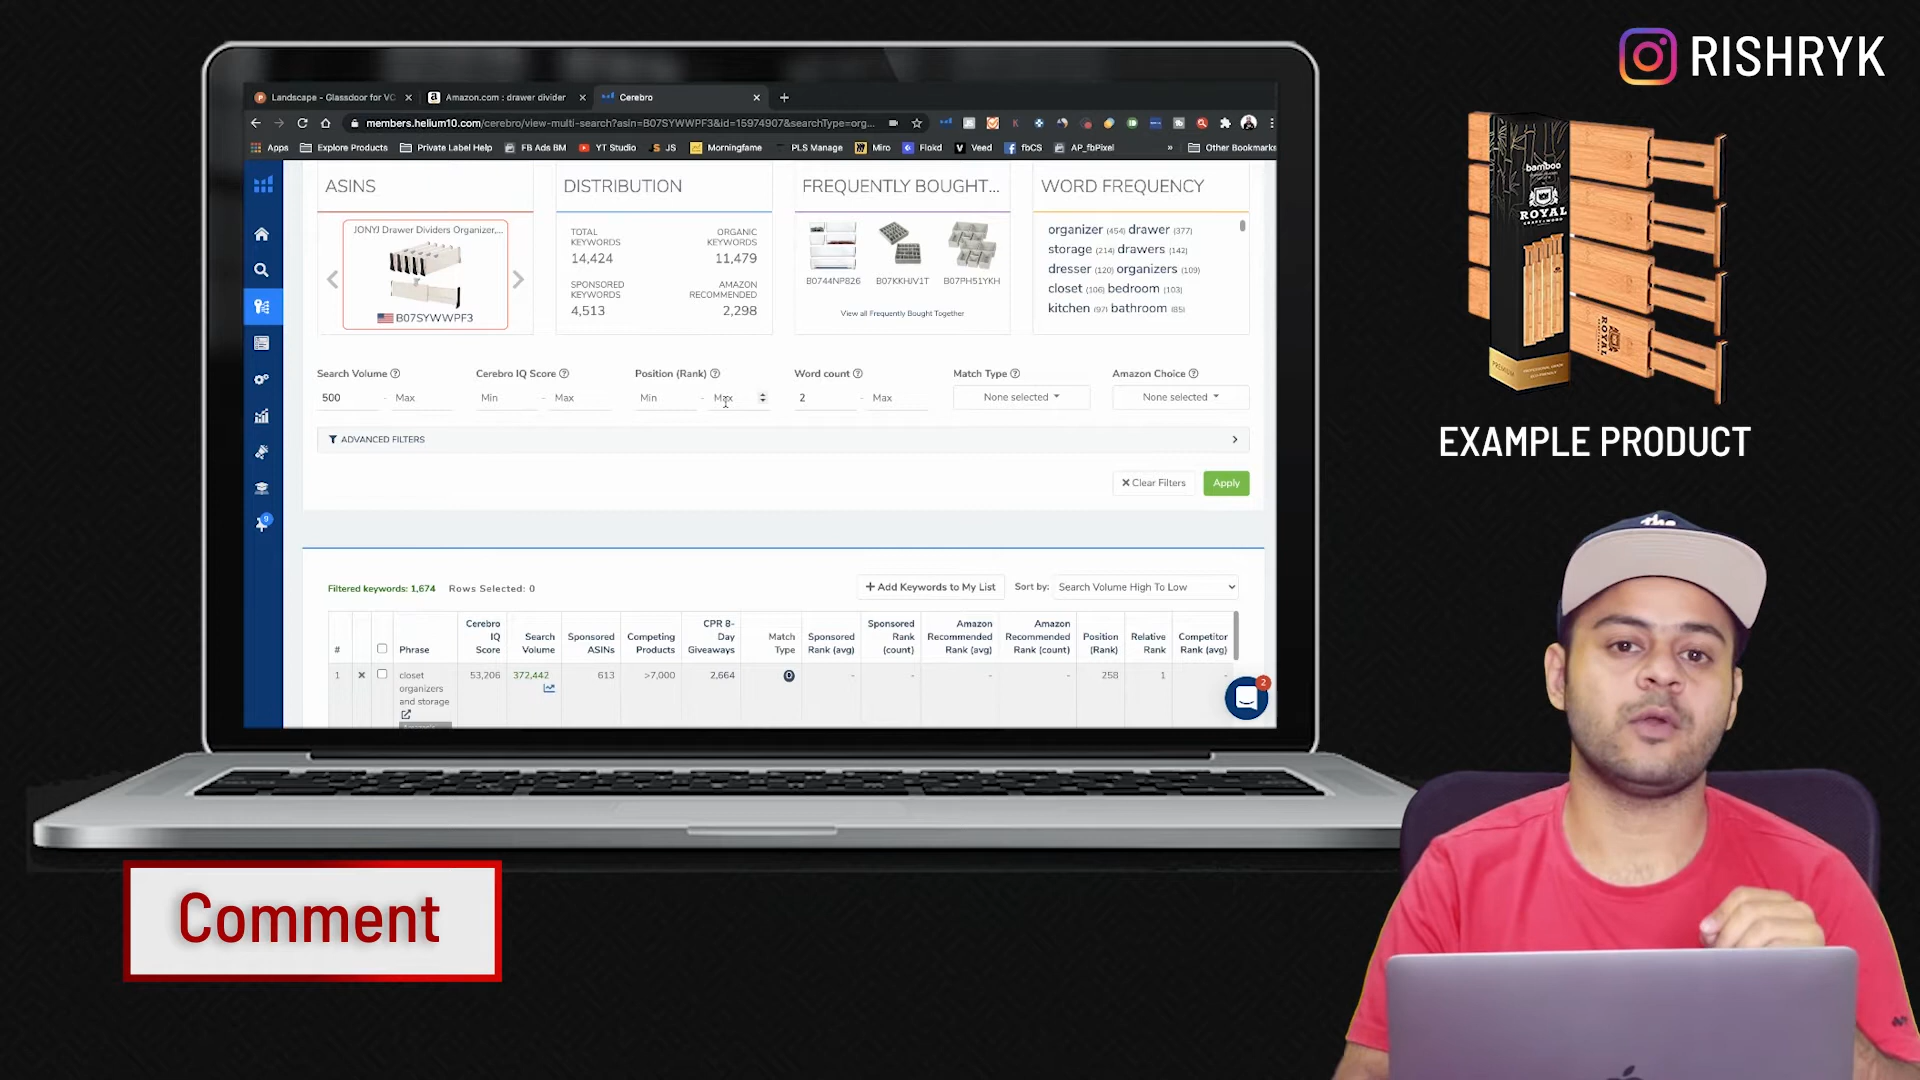 RISHRYK
Landscape - Glassdoor for VC
Amazon.com : drawer divider
Cerebro
members.helium10.com/cerebro/view-multi-search?asin=B07SYWWPF3&id=15974907&searchType=org...
Apps
Explore Products
Private Label Help
FB Ads BM
YT Studio
JS
Morningfame
PLS Manage
Miro
Flokd
Veed
fbCS
AP_fbPixel
»
Other Bookmarks
ASINS
DISTRIBUTION
FREQUENTLY BOUGHT...
WORD FREQUENCY
JONYJ Drawer Dividers Organizer,...
B07SYWWPF3
TOTAL KEYWORDS
14,424
ORGANIC KEYWORDS
11,479
SPONSORED KEYWORDS
4,513
AMAZON RECOMMENDED
2,298
B0744NP826 B07KKHJV1T B07PH51YKH
View all Frequently Bought Together
organizer (454) drawer (377)
storage (214) drawers (142)
dresser (120) organizers (109)
closet (106) bedroom (103)
kitchen (97) bathroom (85)
Search Volume
Cerebro IQ Score
Position (Rank)
Word count
Match Type
Amazon Choice
500 - Max
Min - Max
Min - Max
2 - Max
None selected
None selected
ADVANCED FILTERS
Clear Filters
Apply
9
Filtered keywords: 1,674 Rows Selected: 0
Add Keywords to My List
Sort by: Search Volume High To Low
# Phrase
Cerebro IQ Score
Search Volume
Sponsored ASINs
Competing Products
CPR 8-Day Giveaways
Match Type
Sponsored Rank (avg)
Sponsored Rank (count)
Amazon Recommended Rank (avg)
Amazon Recommended Rank (count)
Position (Rank)
Relative Rank
Competitor Rank (avg)
1 closet organizers and storage 53,206 372,442 613 >7,000 2,664 O - - - - 258 1 -
2
bamboo
ROYAL
CRAFT WOOD
PREMIUM
ROYAL
EXAMPLE PRODUCT
the
Comment